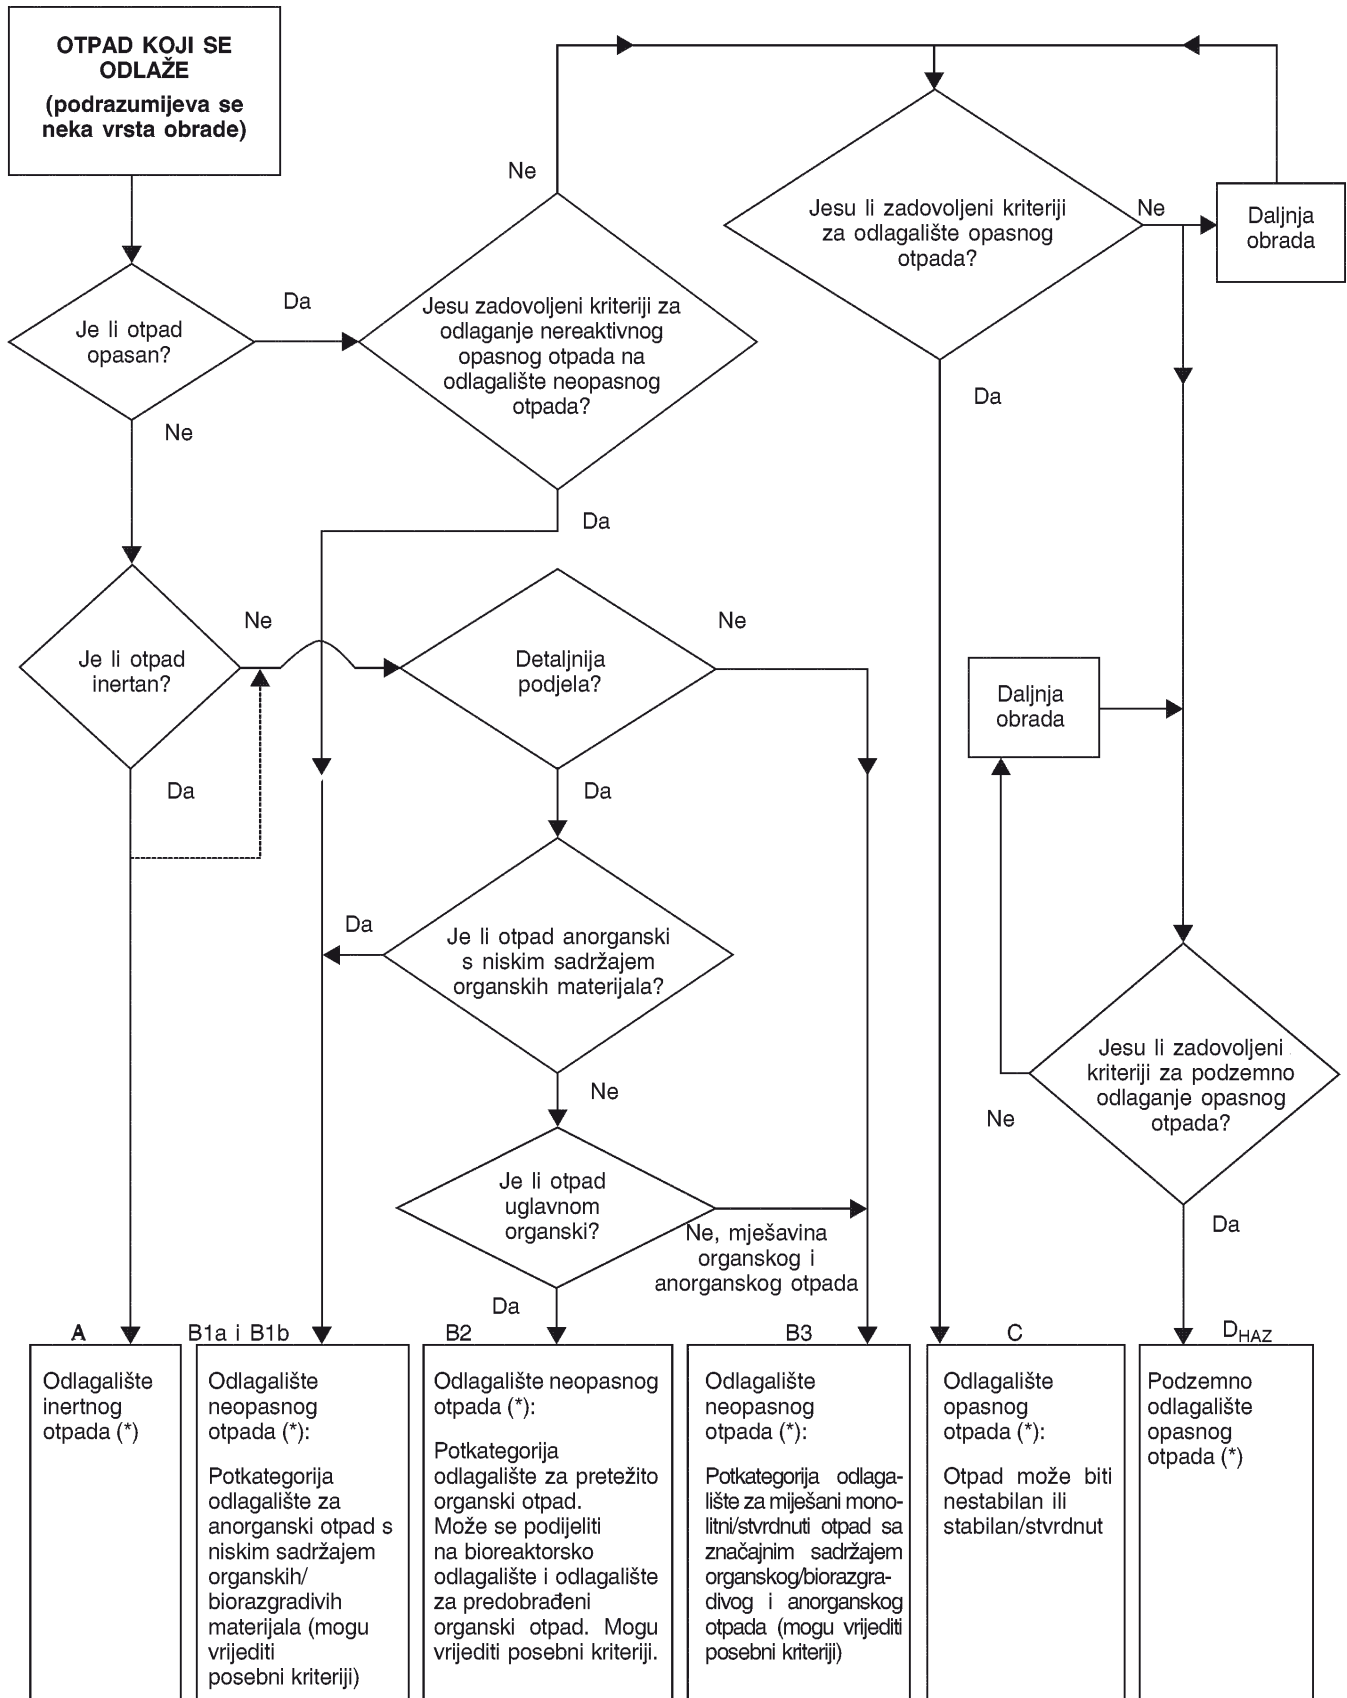 OTPAD KOJI SE
ODLAŽE
(podrazumijeva se
neka vrsta obrade)
Je li otpad
opasan?
Da
Ne
Jesu zadovoljeni kriteriji za
odlaganje nereaktivnog
opasnog otpada na
odlagalište neopasnog
otpada?
Ne
Da
Jesu li zadovoljeni kriteriji
za odlagalište opasnog
otpada?
Ne
Da
Daljnja
obrada
Je li otpad
inertan?
Ne
Da
Detaljnija
podjela?
Ne
Da
Daljnja
obrada
Je li otpad anorganski
s niskim sadržajem
organskih materijala?
Da
Ne
Jesu li zadovoljeni
kriteriji za podzemno
odlaganje opasnog
otpada?
Ne
Da
Je li otpad
uglavnom
organski?
Ne, mješavina
organskog i
anorganskog otpada
Da
A
Odlagalište
inertnog
otpada (*)
B1a i B1b
Odlagalište
neopasnog
otpada (*):
Potkategorija
odlagalište za
anorganski otpad s
niskim sadržajem
organskih/
biorazgradivih
materijala (mogu
vrijediti
posebni kriteriji)
B2
Odlagalište neopasnog
otpada (*):
Potkategorija
odlagalište za pretežito
organski otpad.
Može se podijeliti
na bioreaktorsko
odlagalište i odlagalište
za predobrađeni
organski otpad. Mogu
vrijediti posebni kriteriji.
B3
Odlagalište
neopasnog
otpada (*):
Potkategorija odlaga-
lište za miješani mono-
litni/stvrdnuti otpad sa
značajnim sadržajem
organskog/biorazgra-
divog i anorganskog
otpada (mogu vrijediti
posebni kriteriji)
C
Odlagalište
opasnog
otpada (*):
Otpad može biti
nestabilan ili
stabilan/stvrdnut
D_HAZ
Podzemno
odlagalište
opasnog
otpada (*)